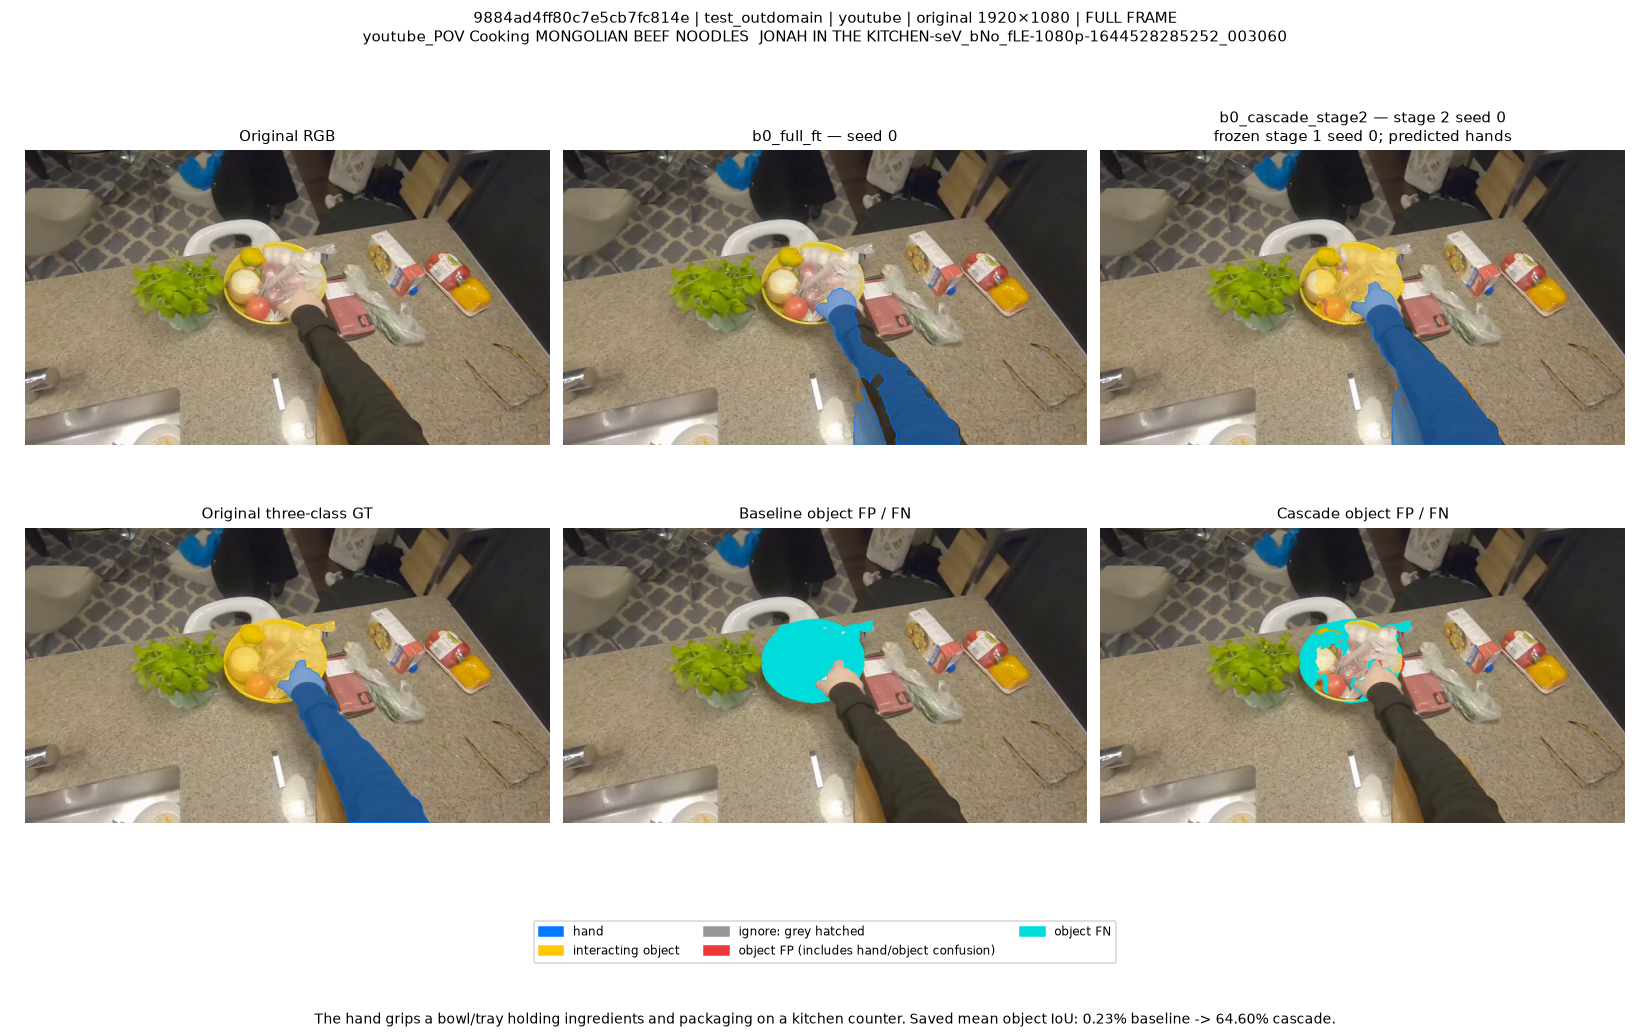 9884ad4ff80c7e5cb7fc814e | test_outdomain | youtube | original 1920×1080 | FULL FRAME
youtube_POV Cooking MONGOLIAN BEEF NOODLES  JONAH IN THE KITCHEN-seV_bNo_fLE-1080p-1644528285252_003060
Original RGB
b0_full_ft — seed 0
b0_cascade_stage2 — stage 2 seed 0
frozen stage 1 seed 0; predicted hands
Original three-class GT
Baseline object FP / FN
Cascade object FP / FN
hand
interacting object
ignore: grey hatched
object FP (includes hand/object confusion)
object FN
The hand grips a bowl/tray holding ingredients and packaging on a kitchen counter. Saved mean object IoU: 0.23% baseline -> 64.60% cascade.